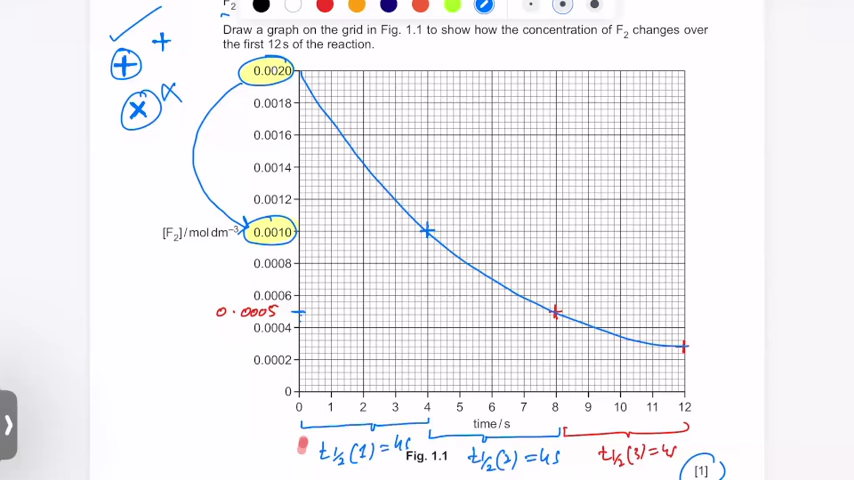 F₂
Draw a graph on the grid in Fig. 1.1 to show how the concentration of F₂ changes over
the first 12 s of the reaction.
0.0020
0.0018
0.0016
0.0014
0.0012
[F₂] / mol dm⁻³ 0.0010
0.0008
0.0006
0.0005
0.0004
0.0002
0
0 1 2 3 4 5 6 7 8 9 10 11 12
time / s
t½(1) = 4s t½(2) = 4s t½(3) = 4s
Fig. 1.1
[1]